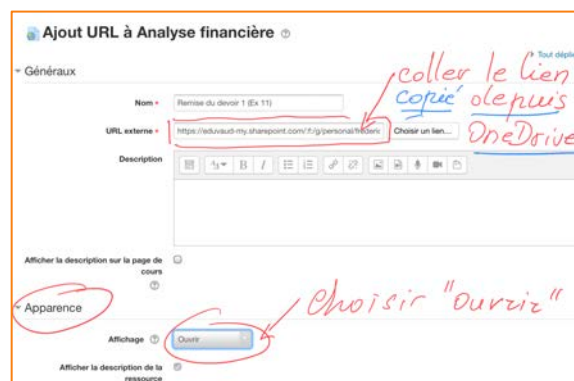 Ajout URL à Analyse financière
Tout déplie
Généraux
coller le lien
copié depuis
OneDrive
Nom
Remise du devoir 1 (Ex 11)
URL externe
https://eduvaud-my.sharepoint.com/:f:/g/personal/frederic
Choisir un lien...
Description
B I
Afficher la description sur la page de
cours
Apparence
choisir "ouvrir"
Affichage
Ouvrir
Afficher la description de la
ressource